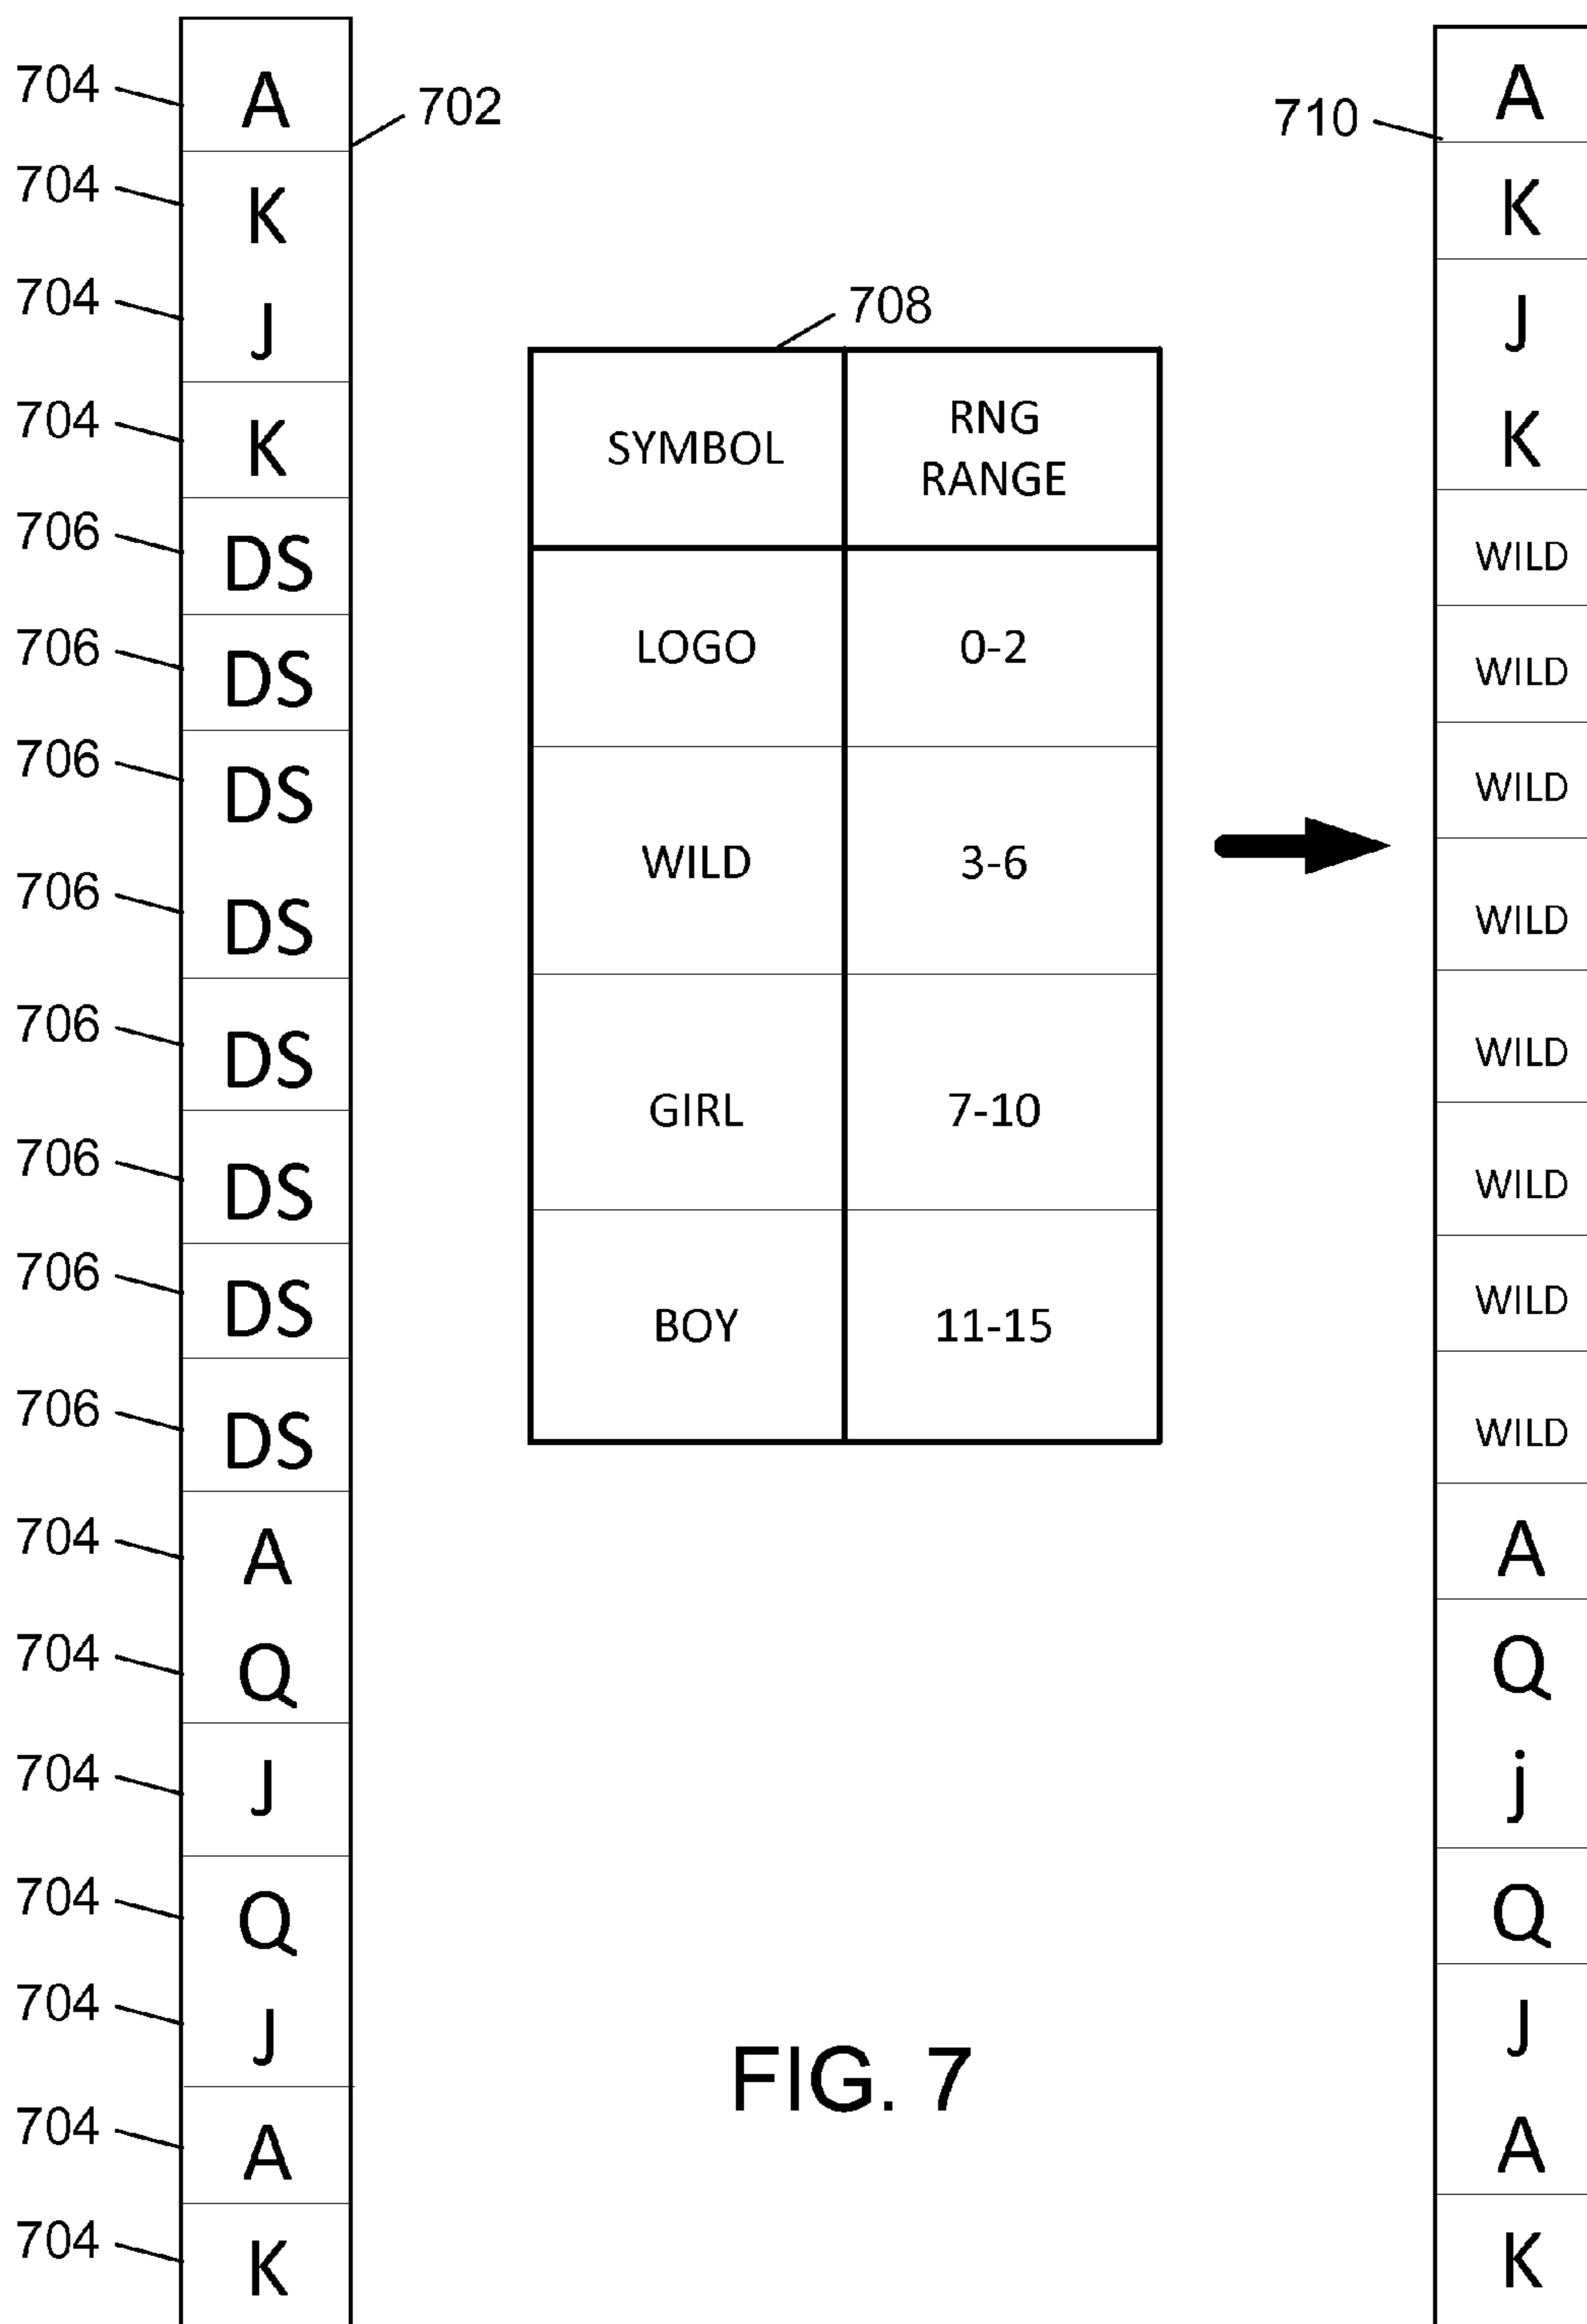 704 A 702
704 K
704 J
704 K
706 DS
706 DS
706 DS
706 DS
706 DS
706 DS
706 DS
706 DS
704 A
704 Q
704 J
704 Q
704 J
704 A
704 K
708
SYMBOL RNG RANGE
LOGO 0-2
WILD 3-6
GIRL 7-10
BOY 11-15
710 A
K
J
K
WILD
WILD
WILD
WILD
WILD
WILD
WILD
WILD
A
Q
j
Q
J
A
K
FIG. 7